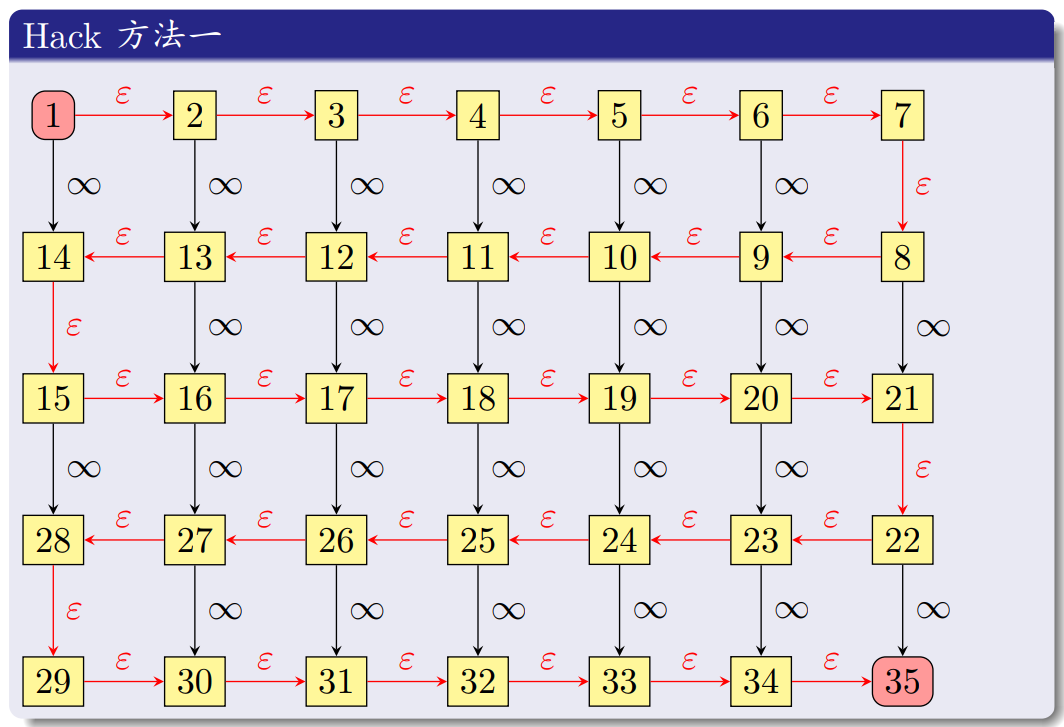 Hack 方法一
ε ε ε ε ε ε
1 2 3 4 5 6 7
∞ ∞ ∞ ∞ ∞ ∞ ε
ε ε ε ε ε ε
14 13 12 11 10 9 8
ε ∞ ∞ ∞ ∞ ∞ ∞
ε ε ε ε ε ε
15 16 17 18 19 20 21
∞ ∞ ∞ ∞ ∞ ∞ ε
ε ε ε ε ε ε
28 27 26 25 24 23 22
ε ∞ ∞ ∞ ∞ ∞ ∞
ε ε ε ε ε ε
29 30 31 32 33 34 35